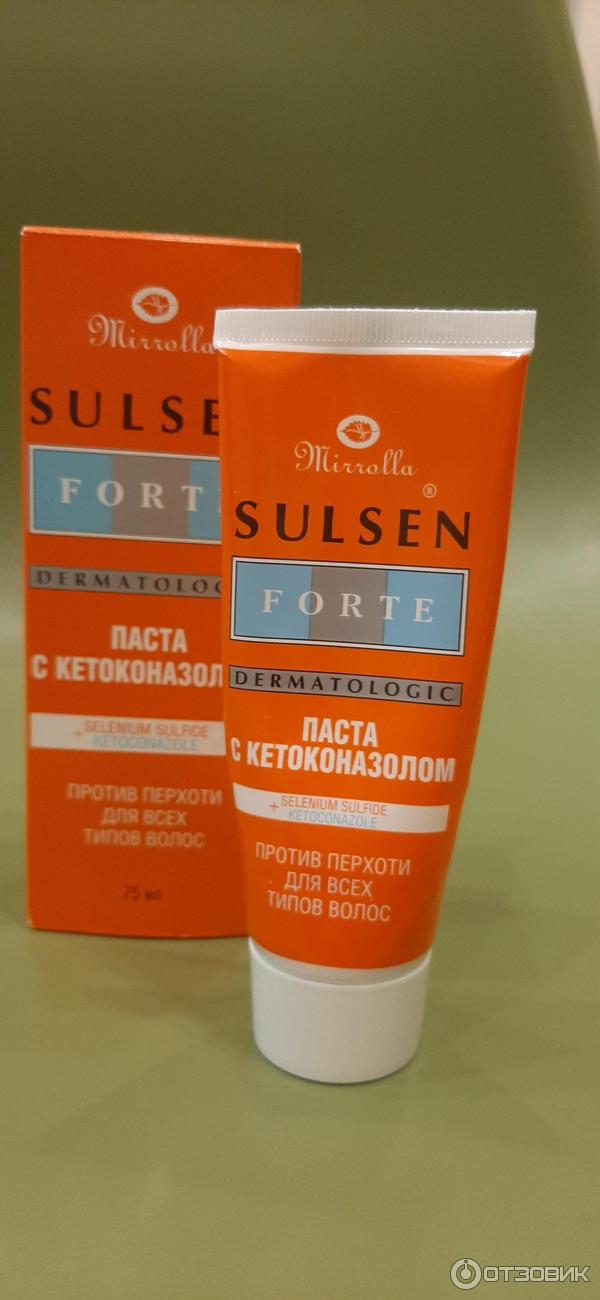 Mirrolla
SULSE
FORTE
DERMATOLOGIC
ПАСТА
С КЕТОКОНАЗОЛ
+SELENIUM SULFIDE
KETOCONAZOLE
ПРОТИВ ПЕРХОТИ
ДЛЯ ВСЕХ
ТИПОВ ВОЛОС
75 мл
Mirrolla
®
SULSEN
FORTE
DERMATOLOGIC
ПАСТА
С КЕТОКОНАЗОЛОМ
+SELENIUM SULFIDE
KETOCONAZOLE
ПРОТИВ ПЕРХОТИ
ДЛЯ ВСЕХ
ТИПОВ ВОЛОС
ОТЗОВИК